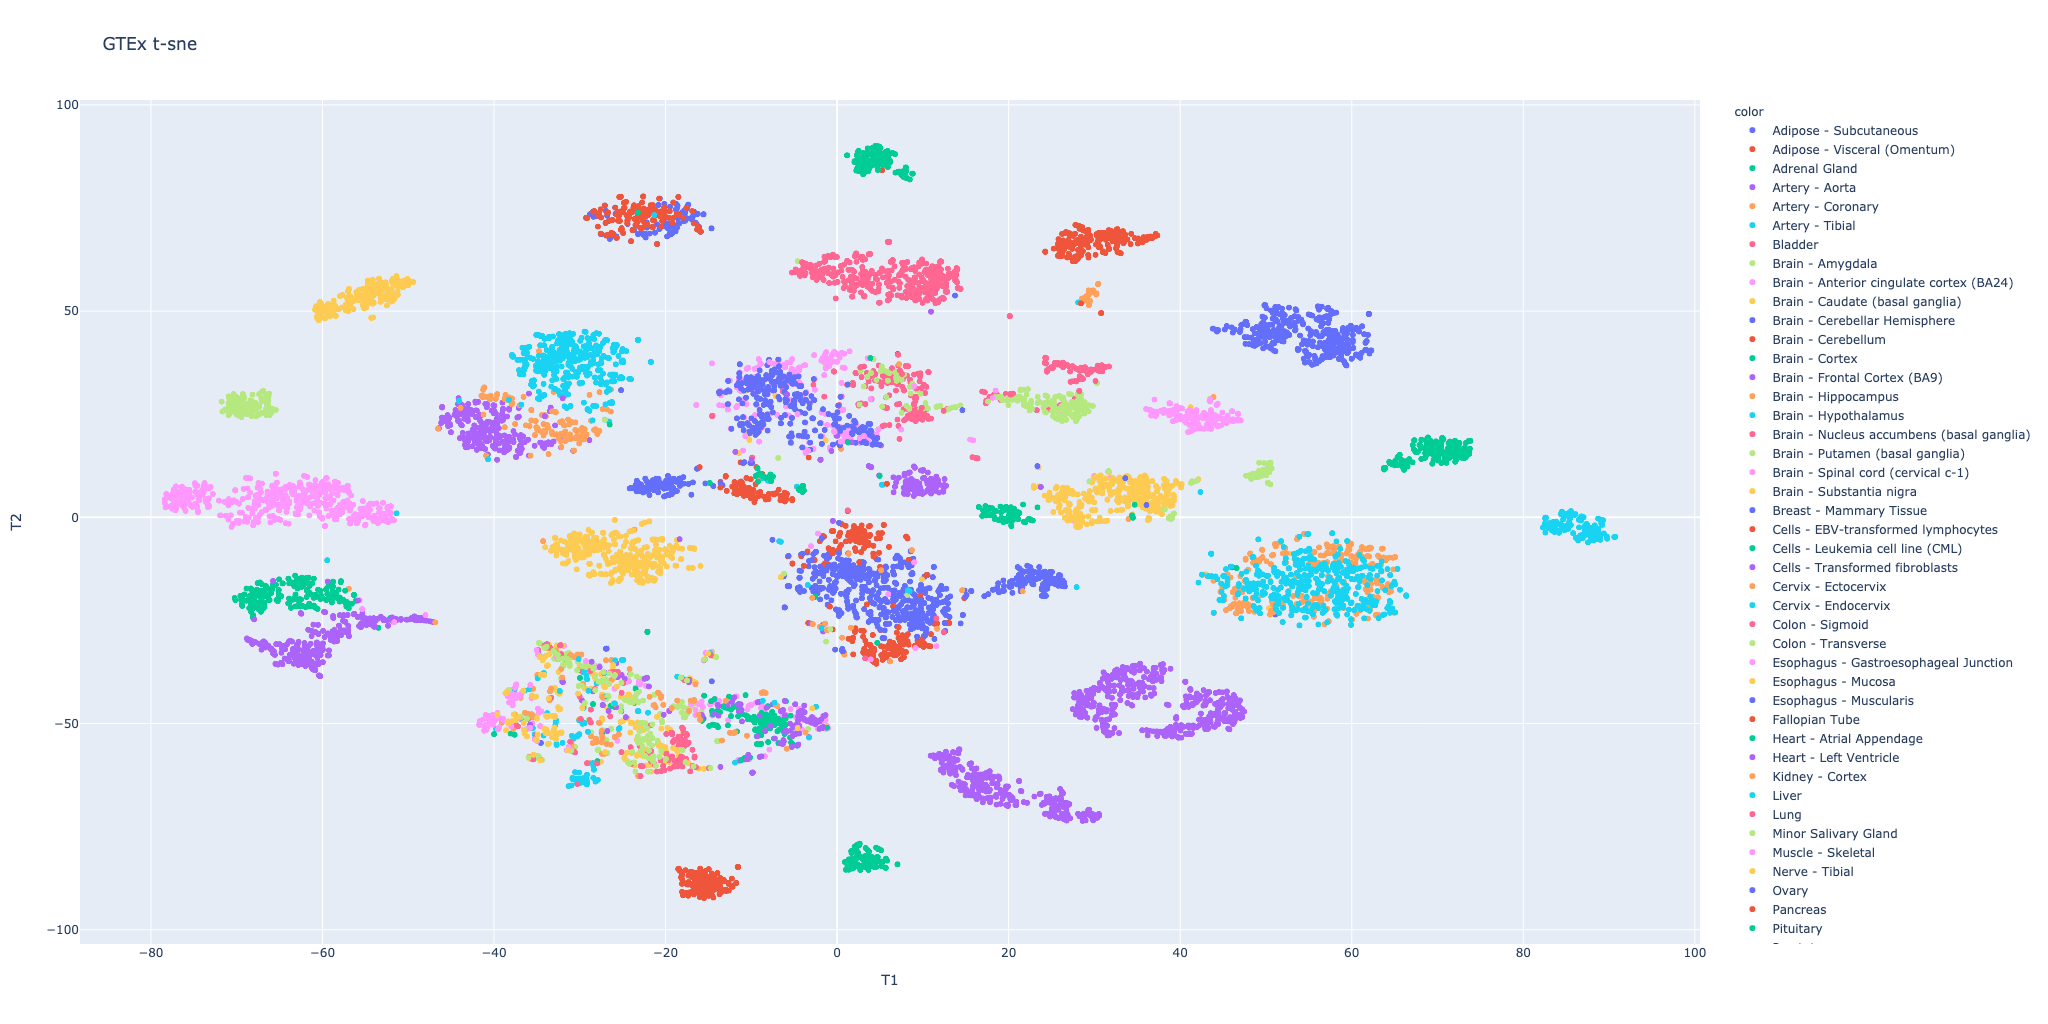 GTEx t-sne
100
50
0
−50
−100
T2
−80
−60
−40
−20
0
20
40
60
80
100
T1
color
Adipose - Subcutaneous
Adipose - Visceral (Omentum)
Adrenal Gland
Artery - Aorta
Artery - Coronary
Artery - Tibial
Bladder
Brain - Amygdala
Brain - Anterior cingulate cortex (BA24)
Brain - Caudate (basal ganglia)
Brain - Cerebellar Hemisphere
Brain - Cerebellum
Brain - Cortex
Brain - Frontal Cortex (BA9)
Brain - Hippocampus
Brain - Hypothalamus
Brain - Nucleus accumbens (basal ganglia)
Brain - Putamen (basal ganglia)
Brain - Spinal cord (cervical c-1)
Brain - Substantia nigra
Breast - Mammary Tissue
Cells - EBV-transformed lymphocytes
Cells - Leukemia cell line (CML)
Cells - Transformed fibroblasts
Cervix - Ectocervix
Cervix - Endocervix
Colon - Sigmoid
Colon - Transverse
Esophagus - Gastroesophageal Junction
Esophagus - Mucosa
Esophagus - Muscularis
Fallopian Tube
Heart - Atrial Appendage
Heart - Left Ventricle
Kidney - Cortex
Liver
Lung
Minor Salivary Gland
Muscle - Skeletal
Nerve - Tibial
Ovary
Pancreas
Pituitary